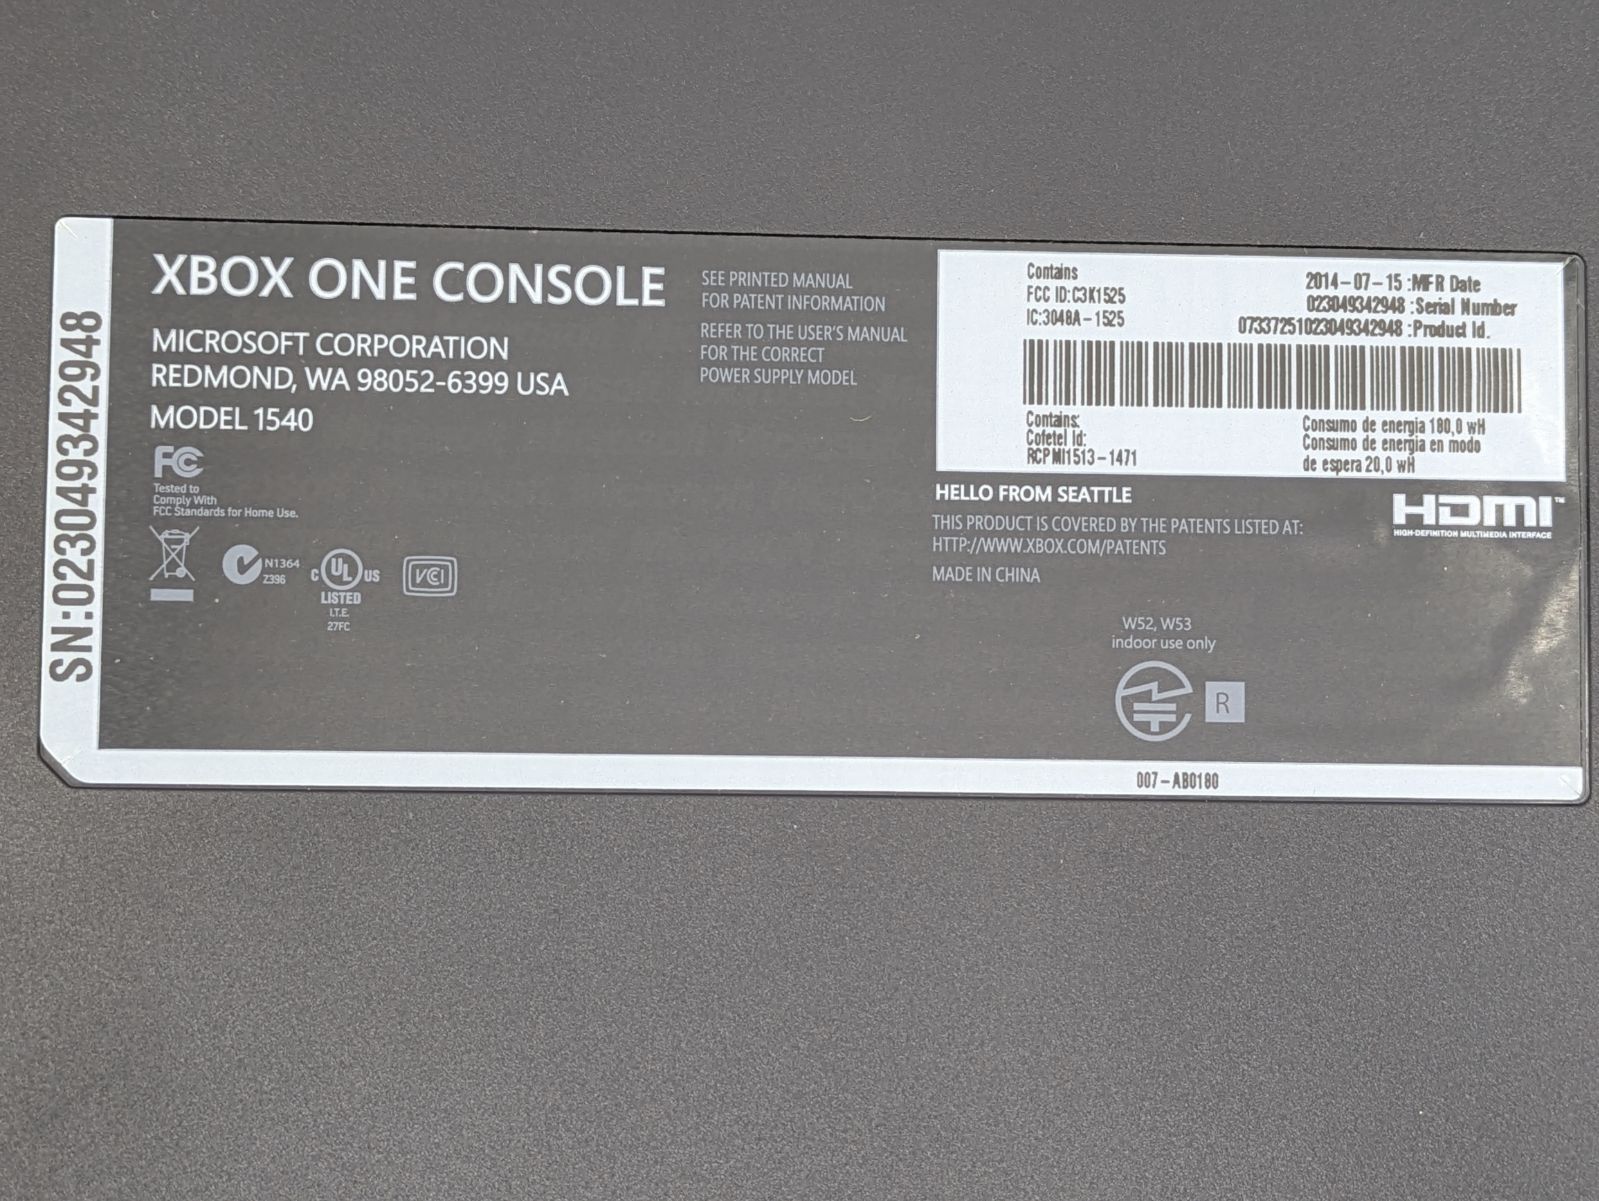 SN:023049342948
XBOX ONE CONSOLE
MICROSOFT CORPORATION
REDMOND, WA 98052-6399 USA
MODEL 1540
FC
Tested to
Comply With
FCC Standards for Home Use.
N1364
Z396
C UL US
LISTED
I.T.E.
27FC
VCI
SEE PRINTED MANUAL
FOR PATENT INFORMATION
REFER TO THE USER'S MANUAL
FOR THE CORRECT
POWER SUPPLY MODEL
Contains
FCC ID:C3K1525
IC:3048A-1525
2014-07-15 :MFR Date
023049342948 :Serial Number
07337251023049342948 :Product Id.
Contains:
Cofetel Id:
RCPMI1513-1471
Consumo de energia 180,0 wH
Consumo de energia en modo
de espera 20,0 wH
HELLO FROM SEATTLE
THIS PRODUCT IS COVERED BY THE PATENTS LISTED AT:
HTTP://WWW.XBOX.COM/PATENTS
MADE IN CHINA
HDMI™
HIGH-DEFINITION MULTIMEDIA INTERFACE
W52, W53
indoor use only
R
007-AB0180